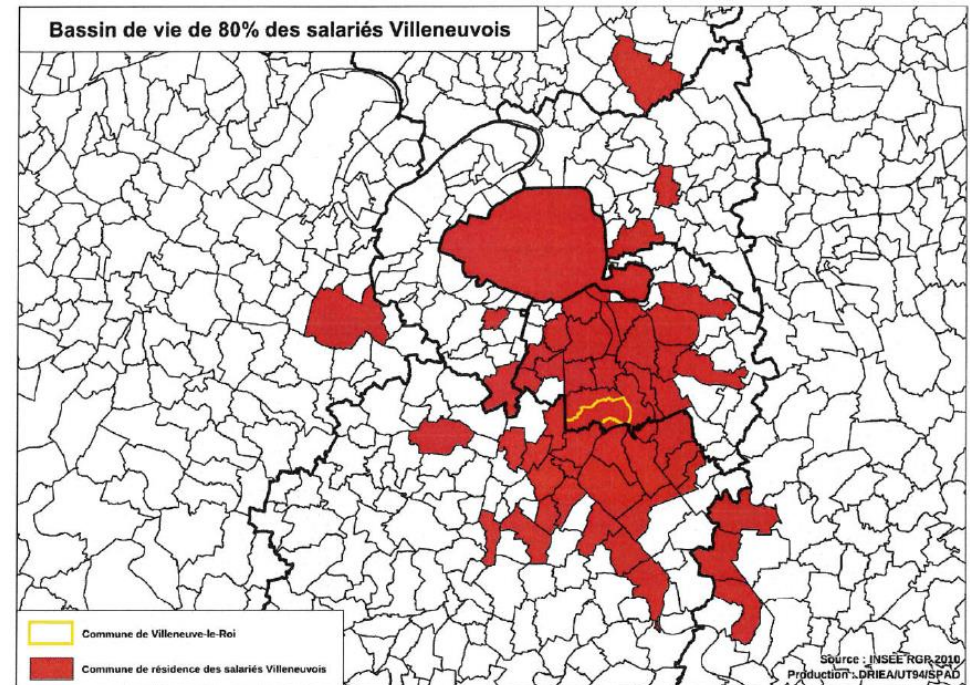 Bassin de vie de 80% des salariés Villeneuvois
Commune de Villeneuve-le-Roi
Commune de résidence des salariés Villeneuvois
Source : INSEE RGP 2010
Production : DRIEA/UT94/SPAD